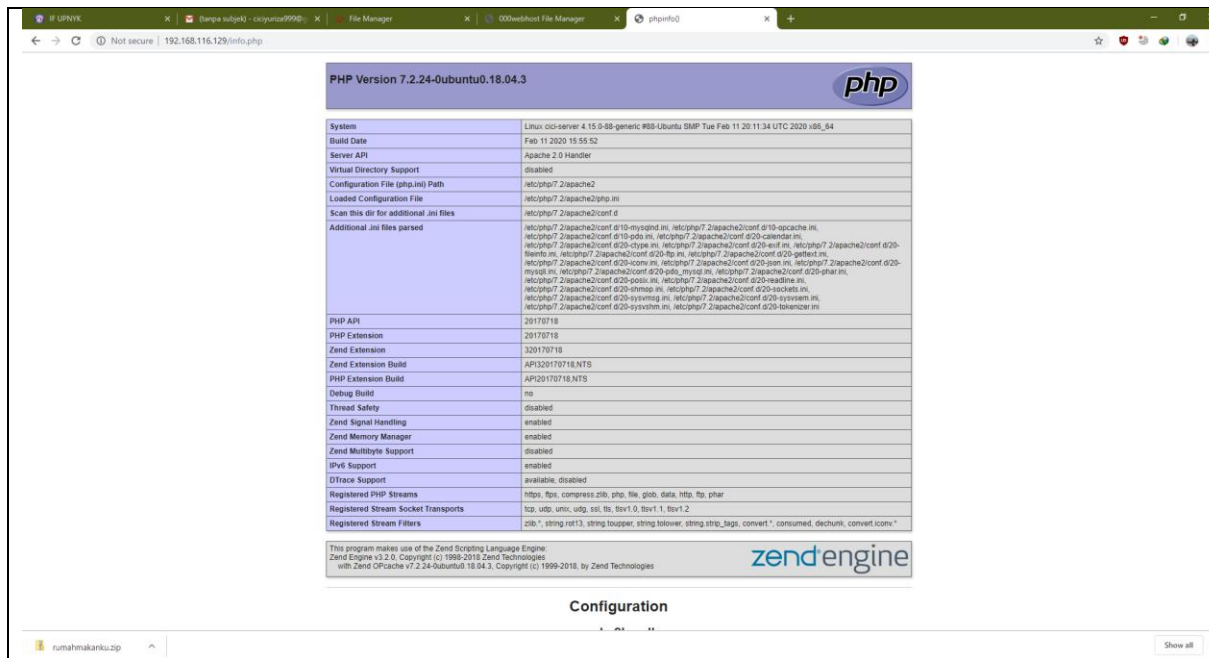 IF UPNYK
(tanpa subjek) - ciciyuriza999@g
File Manager
000webhost File Manager
phpinfo()
Not secure | 192.168.116.129/info.php
PHP Version 7.2.24-0ubuntu0.18.04.3
php
System Linux cici-server 4.15.0-88-generic #88-Ubuntu SMP Tue Feb 11 20:11:34 UTC 2020 x86_64
Build Date Feb 11 2020 15:55:52
Server API Apache 2.0 Handler
Virtual Directory Support disabled
Configuration File (php.ini) Path /etc/php/7.2/apache2
Loaded Configuration File /etc/php/7.2/apache2/php.ini
Scan this dir for additional .ini files /etc/php/7.2/apache2/conf.d
Additional .ini files parsed /etc/php/7.2/apache2/conf.d/10-mysqlnd.ini, /etc/php/7.2/apache2/conf.d/10-opcache.ini,
/etc/php/7.2/apache2/conf.d/10-pdo.ini, /etc/php/7.2/apache2/conf.d/20-calendar.ini,
/etc/php/7.2/apache2/conf.d/20-ctype.ini, /etc/php/7.2/apache2/conf.d/20-exif.ini, /etc/php/7.2/apache2/conf.d/20-
fileinfo.ini, /etc/php/7.2/apache2/conf.d/20-ftp.ini, /etc/php/7.2/apache2/conf.d/20-gettext.ini,
/etc/php/7.2/apache2/conf.d/20-iconv.ini, /etc/php/7.2/apache2/conf.d/20-json.ini, /etc/php/7.2/apache2/conf.d/20-
mysqli.ini, /etc/php/7.2/apache2/conf.d/20-pdo_mysql.ini, /etc/php/7.2/apache2/conf.d/20-phar.ini,
/etc/php/7.2/apache2/conf.d/20-posix.ini, /etc/php/7.2/apache2/conf.d/20-readline.ini,
/etc/php/7.2/apache2/conf.d/20-shmop.ini, /etc/php/7.2/apache2/conf.d/20-sockets.ini,
/etc/php/7.2/apache2/conf.d/20-sysvmsg.ini, /etc/php/7.2/apache2/conf.d/20-sysvsem.ini,
/etc/php/7.2/apache2/conf.d/20-sysvshm.ini, /etc/php/7.2/apache2/conf.d/20-tokenizer.ini
PHP API 20170718
PHP Extension 20170718
Zend Extension 320170718
Zend Extension Build API320170718,NTS
PHP Extension Build API20170718,NTS
Debug Build no
Thread Safety disabled
Zend Signal Handling enabled
Zend Memory Manager enabled
Zend Multibyte Support disabled
IPv6 Support enabled
DTrace Support available, disabled
Registered PHP Streams https, ftps, compress.zlib, php, file, glob, data, http, ftp, phar
Registered Stream Socket Transports tcp, udp, unix, udg, ssl, tls, tlsv1.0, tlsv1.1, tlsv1.2
Registered Stream Filters zlib.*, string.rot13, string.toupper, string.tolower, string.strip_tags, convert.*, consumed, dechunk, convert.iconv.*
This program makes use of the Zend Scripting Language Engine:
Zend Engine v3.2.0, Copyright (c) 1998-2018 Zend Technologies
with Zend OPcache v7.2.24-0ubuntu0.18.04.3, Copyright (c) 1999-2018, by Zend Technologies
zend engine
Configuration
rumahmakanku.zip
Show all